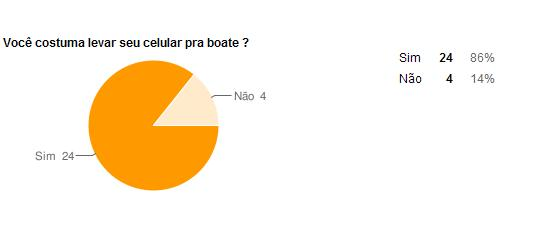 Você costuma levar seu celular pra boate ?
Sim 24 86%
Não 4 14%
Não 4
Sim 24